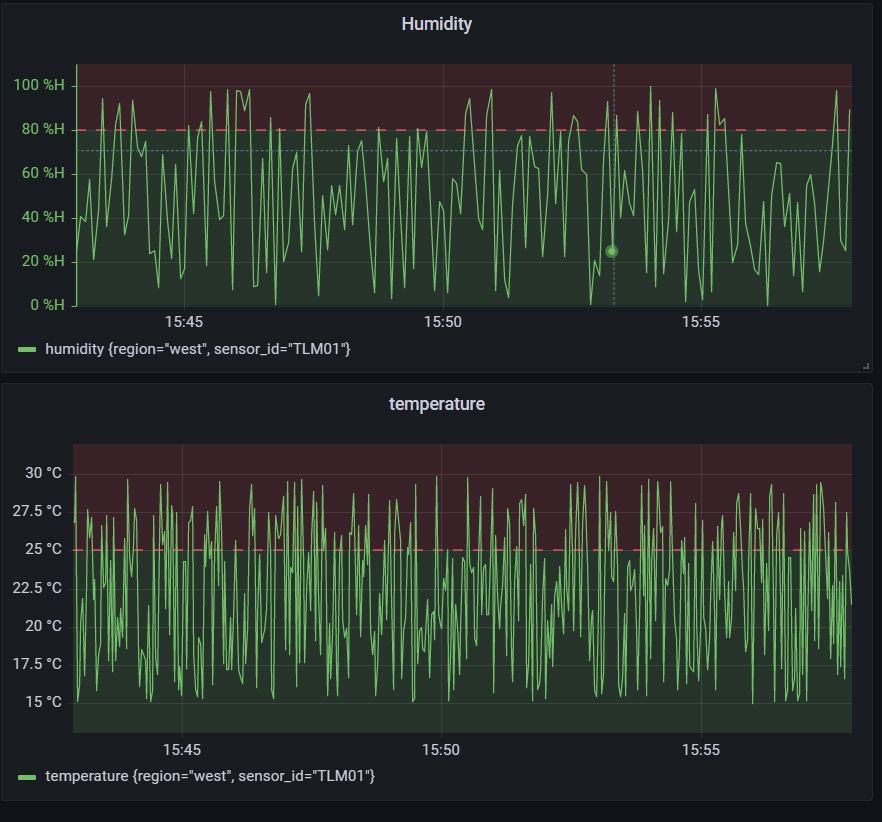 Humidity
100 %H
80 %H
60 %H
40 %H
20 %H
0 %H
15:45 15:50 15:55
humidity {region="west", sensor_id="TLM01"}
temperature
30 °C
27.5 °C
25 °C
22.5 °C
20 °C
17.5 °C
15 °C
15:45 15:50 15:55
temperature {region="west", sensor_id="TLM01"}